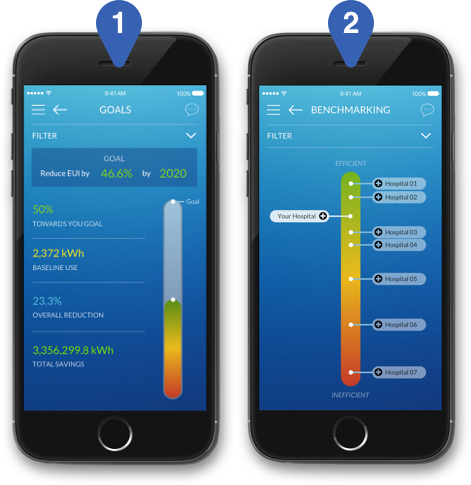 1
9:41 AM
100%
GOALS
FILTER
GOAL
Reduce EUI by 46.6% by 2020
Goal
50%
TOWARDS YOU GOAL
2,372 kWh
BASELINE USE
23.3%
OVERALL REDUCTION
3,356,299.8 kWh
TOTAL SAVINGS
2
9:41 AM
100%
BENCHMARKING
FILTER
EFFICIENT
Hospital 01
Hospital 02
Your Hospital
Hospital 03
Hospital 04
Hospital 05
Hospital 06
Hospital 07
INEFFICIENT